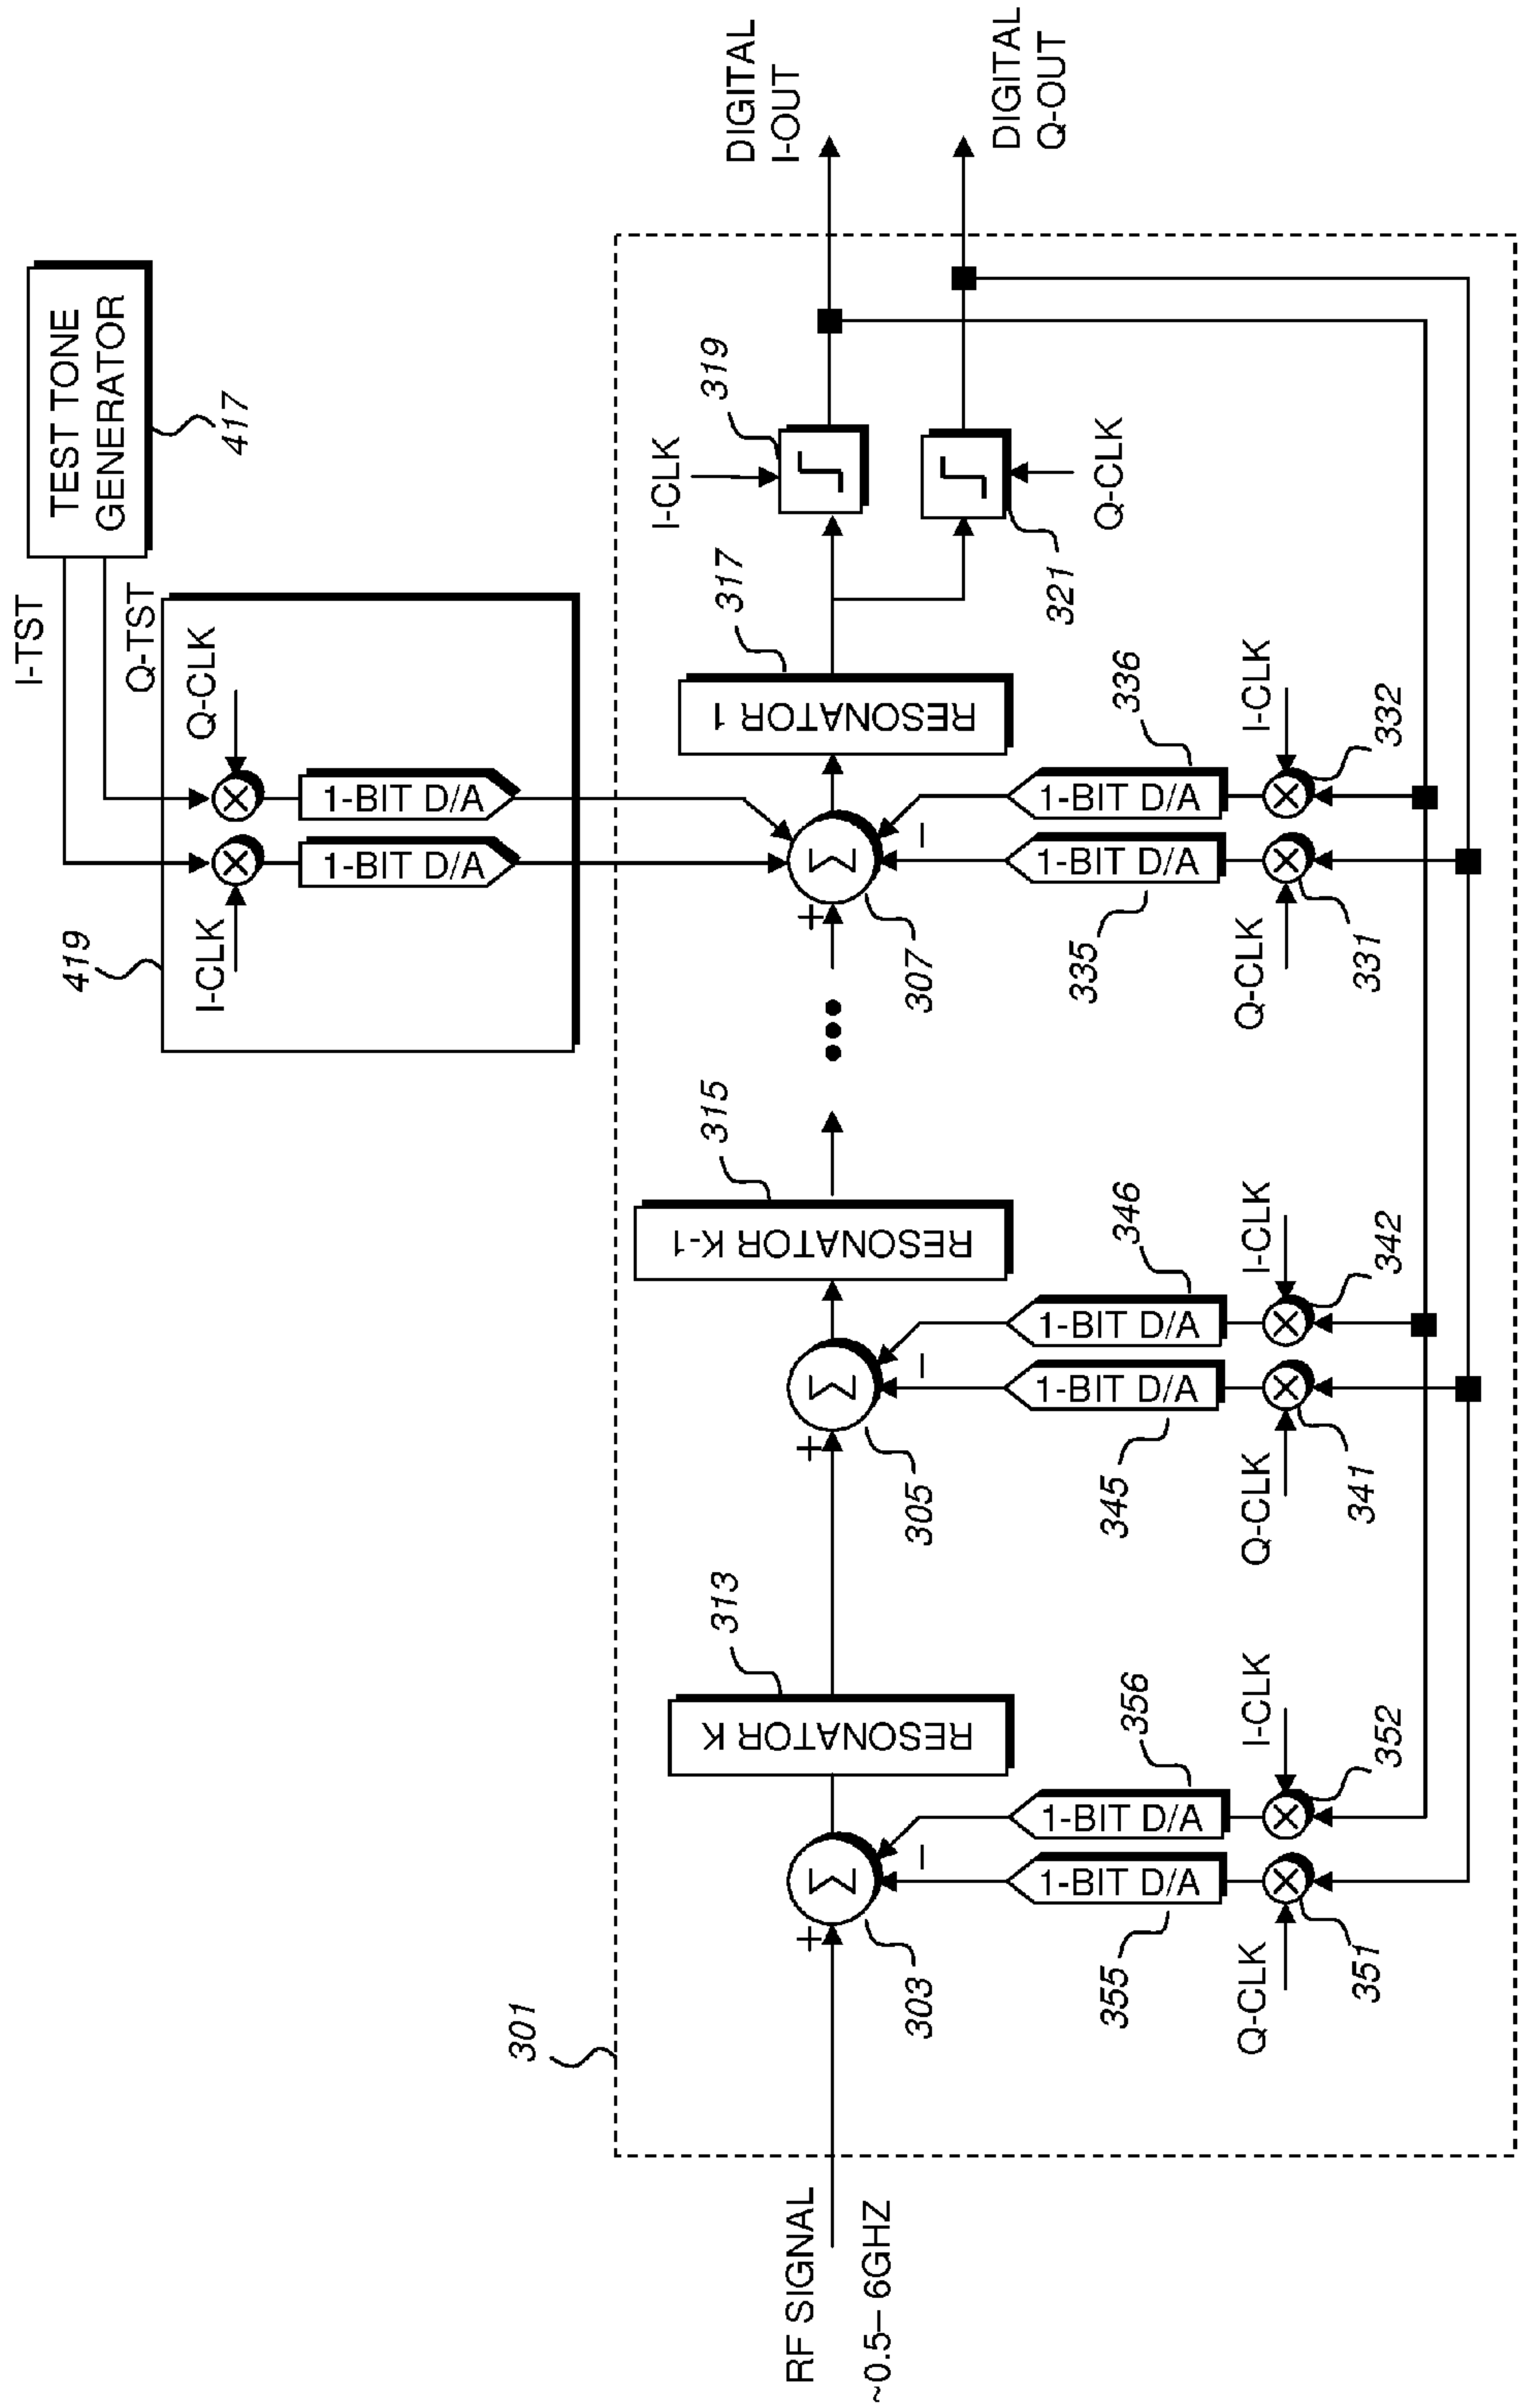 I-TST
Q-TST
TEST TONE
GENERATOR
417
419
I-CLK
Q-CLK
1-BIT D/A
1-BIT D/A
301
RF SIGNAL
~0.5– 6GHZ
+
Σ
303
RESONATOR K
313
+
Σ
305
RESONATOR K-1
315
+
Σ
307
RESONATOR 1
317
I-CLK
319
321
Q-CLK
DIGITAL
I-OUT
DIGITAL
Q-OUT
–
1-BIT D/A
355
1-BIT D/A
356
Q-CLK
351
I-CLK
352
–
1-BIT D/A
345
1-BIT D/A
346
Q-CLK
341
I-CLK
342
–
1-BIT D/A
335
1-BIT D/A
336
Q-CLK
331
I-CLK
332